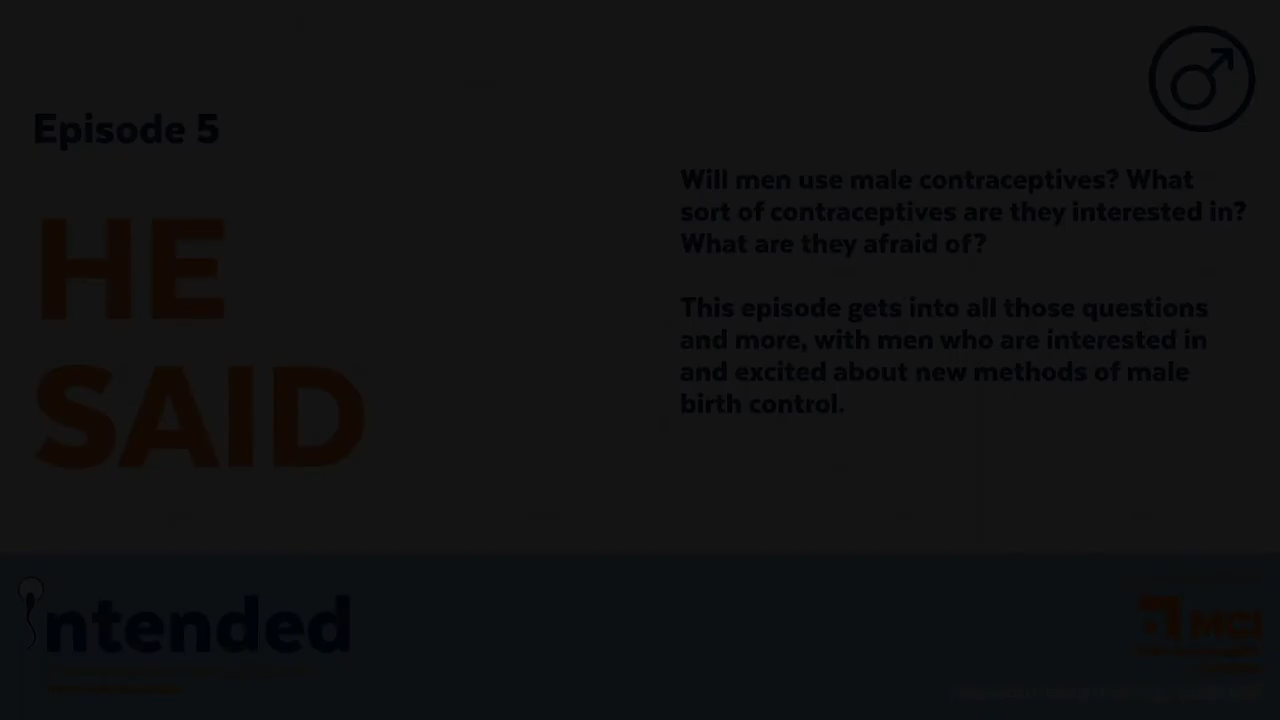 Episode 5
HE
SAID
Will men use male contraceptives? What
sort of contraceptives are they interested in?
What are they afraid of?
This episode gets into all those questions
and more, with men who are interested in
and excited about new methods of male
birth control.
ntended
MCI